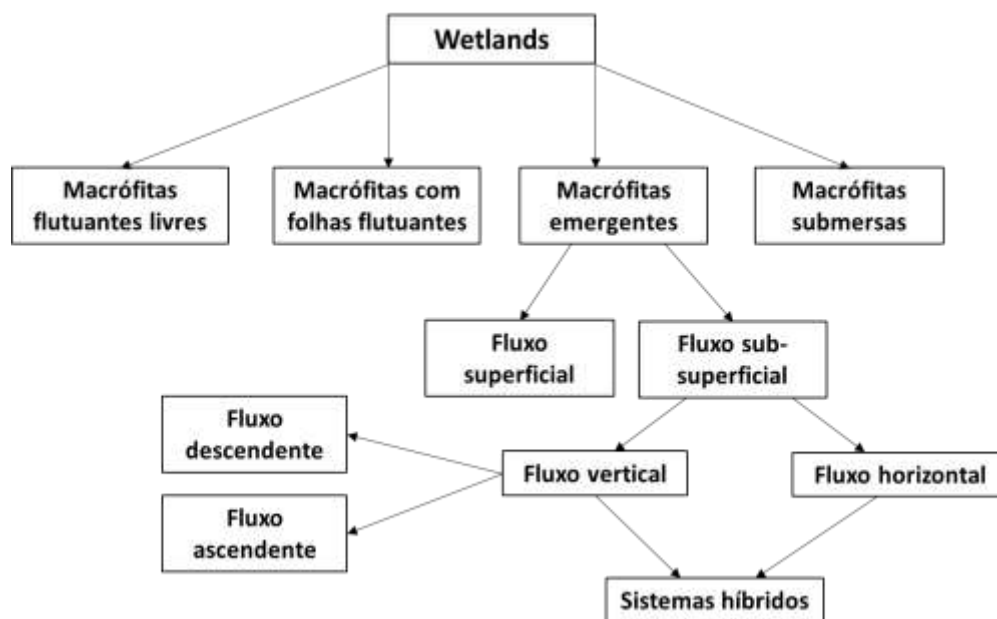 Wetlands
Macrófitas
flutuantes livres
Macrófitas com
folhas flutuantes
Macrófitas
emergentes
Macrófitas
submersas
Fluxo
superficial
Fluxo sub-
superficial
Fluxo
descendente
Fluxo vertical
Fluxo horizontal
Fluxo
ascendente
Sistemas híbridos